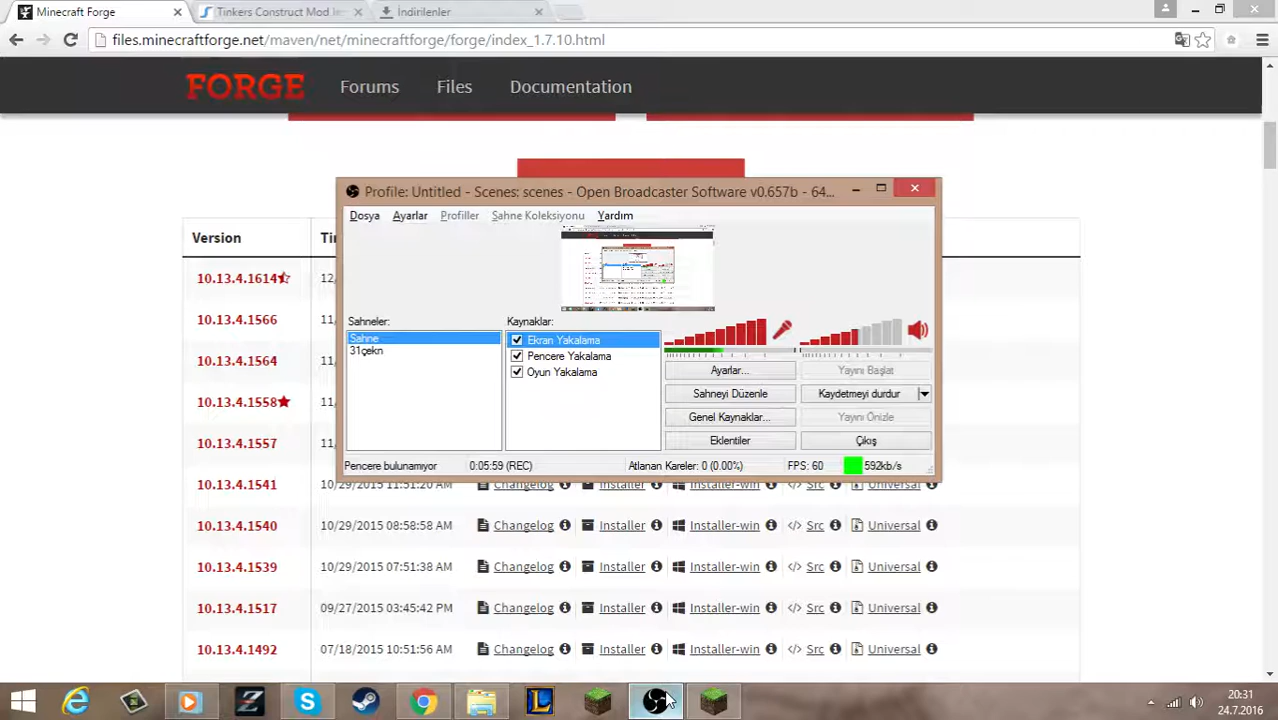 Minecraft Forge
Tinkers Construct Mod
İndirilenler
files.minecraftforge.net/maven/net/minecraftforge/forge/index_1.7.10.html
FORGE Forums Files Documentation
Profile: Untitled - Scenes: scenes - Open Broadcaster Software v0.657b - 64...
Dosya Ayarlar Profiller Sahne Koleksiyonu Yardım
Version
10.13.4.1614
10.13.4.1566
10.13.4.1564
10.13.4.1558
10.13.4.1557
Sahneler:
Sahne
31çekn
Kaynaklar:
Ekran Yakalama
Pencere Yakalama
Oyun Yakalama
Ayarlar... Yayını Başlat
Sahneyi Düzenle Kaydetmeyi durdur
Genel Kaynaklar... Yayını Önizle
Eklentiler Çıkış
Pencere bulunamıyor 0:05:59 (REC) Atlanan Kareler: 0 (0.00%) FPS: 60 592kb/s
10.13.4.1541 10/29/2015 11:51:20 AM Changelog Installer Installer-win Src Universal
10.13.4.1540 10/29/2015 08:58:58 AM Changelog Installer Installer-win Src Universal
10.13.4.1539 10/29/2015 07:51:38 AM Changelog Installer Installer-win Src Universal
10.13.4.1517 09/27/2015 03:45:42 PM Changelog Installer Installer-win Src Universal
10.13.4.1492 07/18/2015 10:51:56 AM Changelog Installer Installer-win Src Universal
20:31
24.7.2016